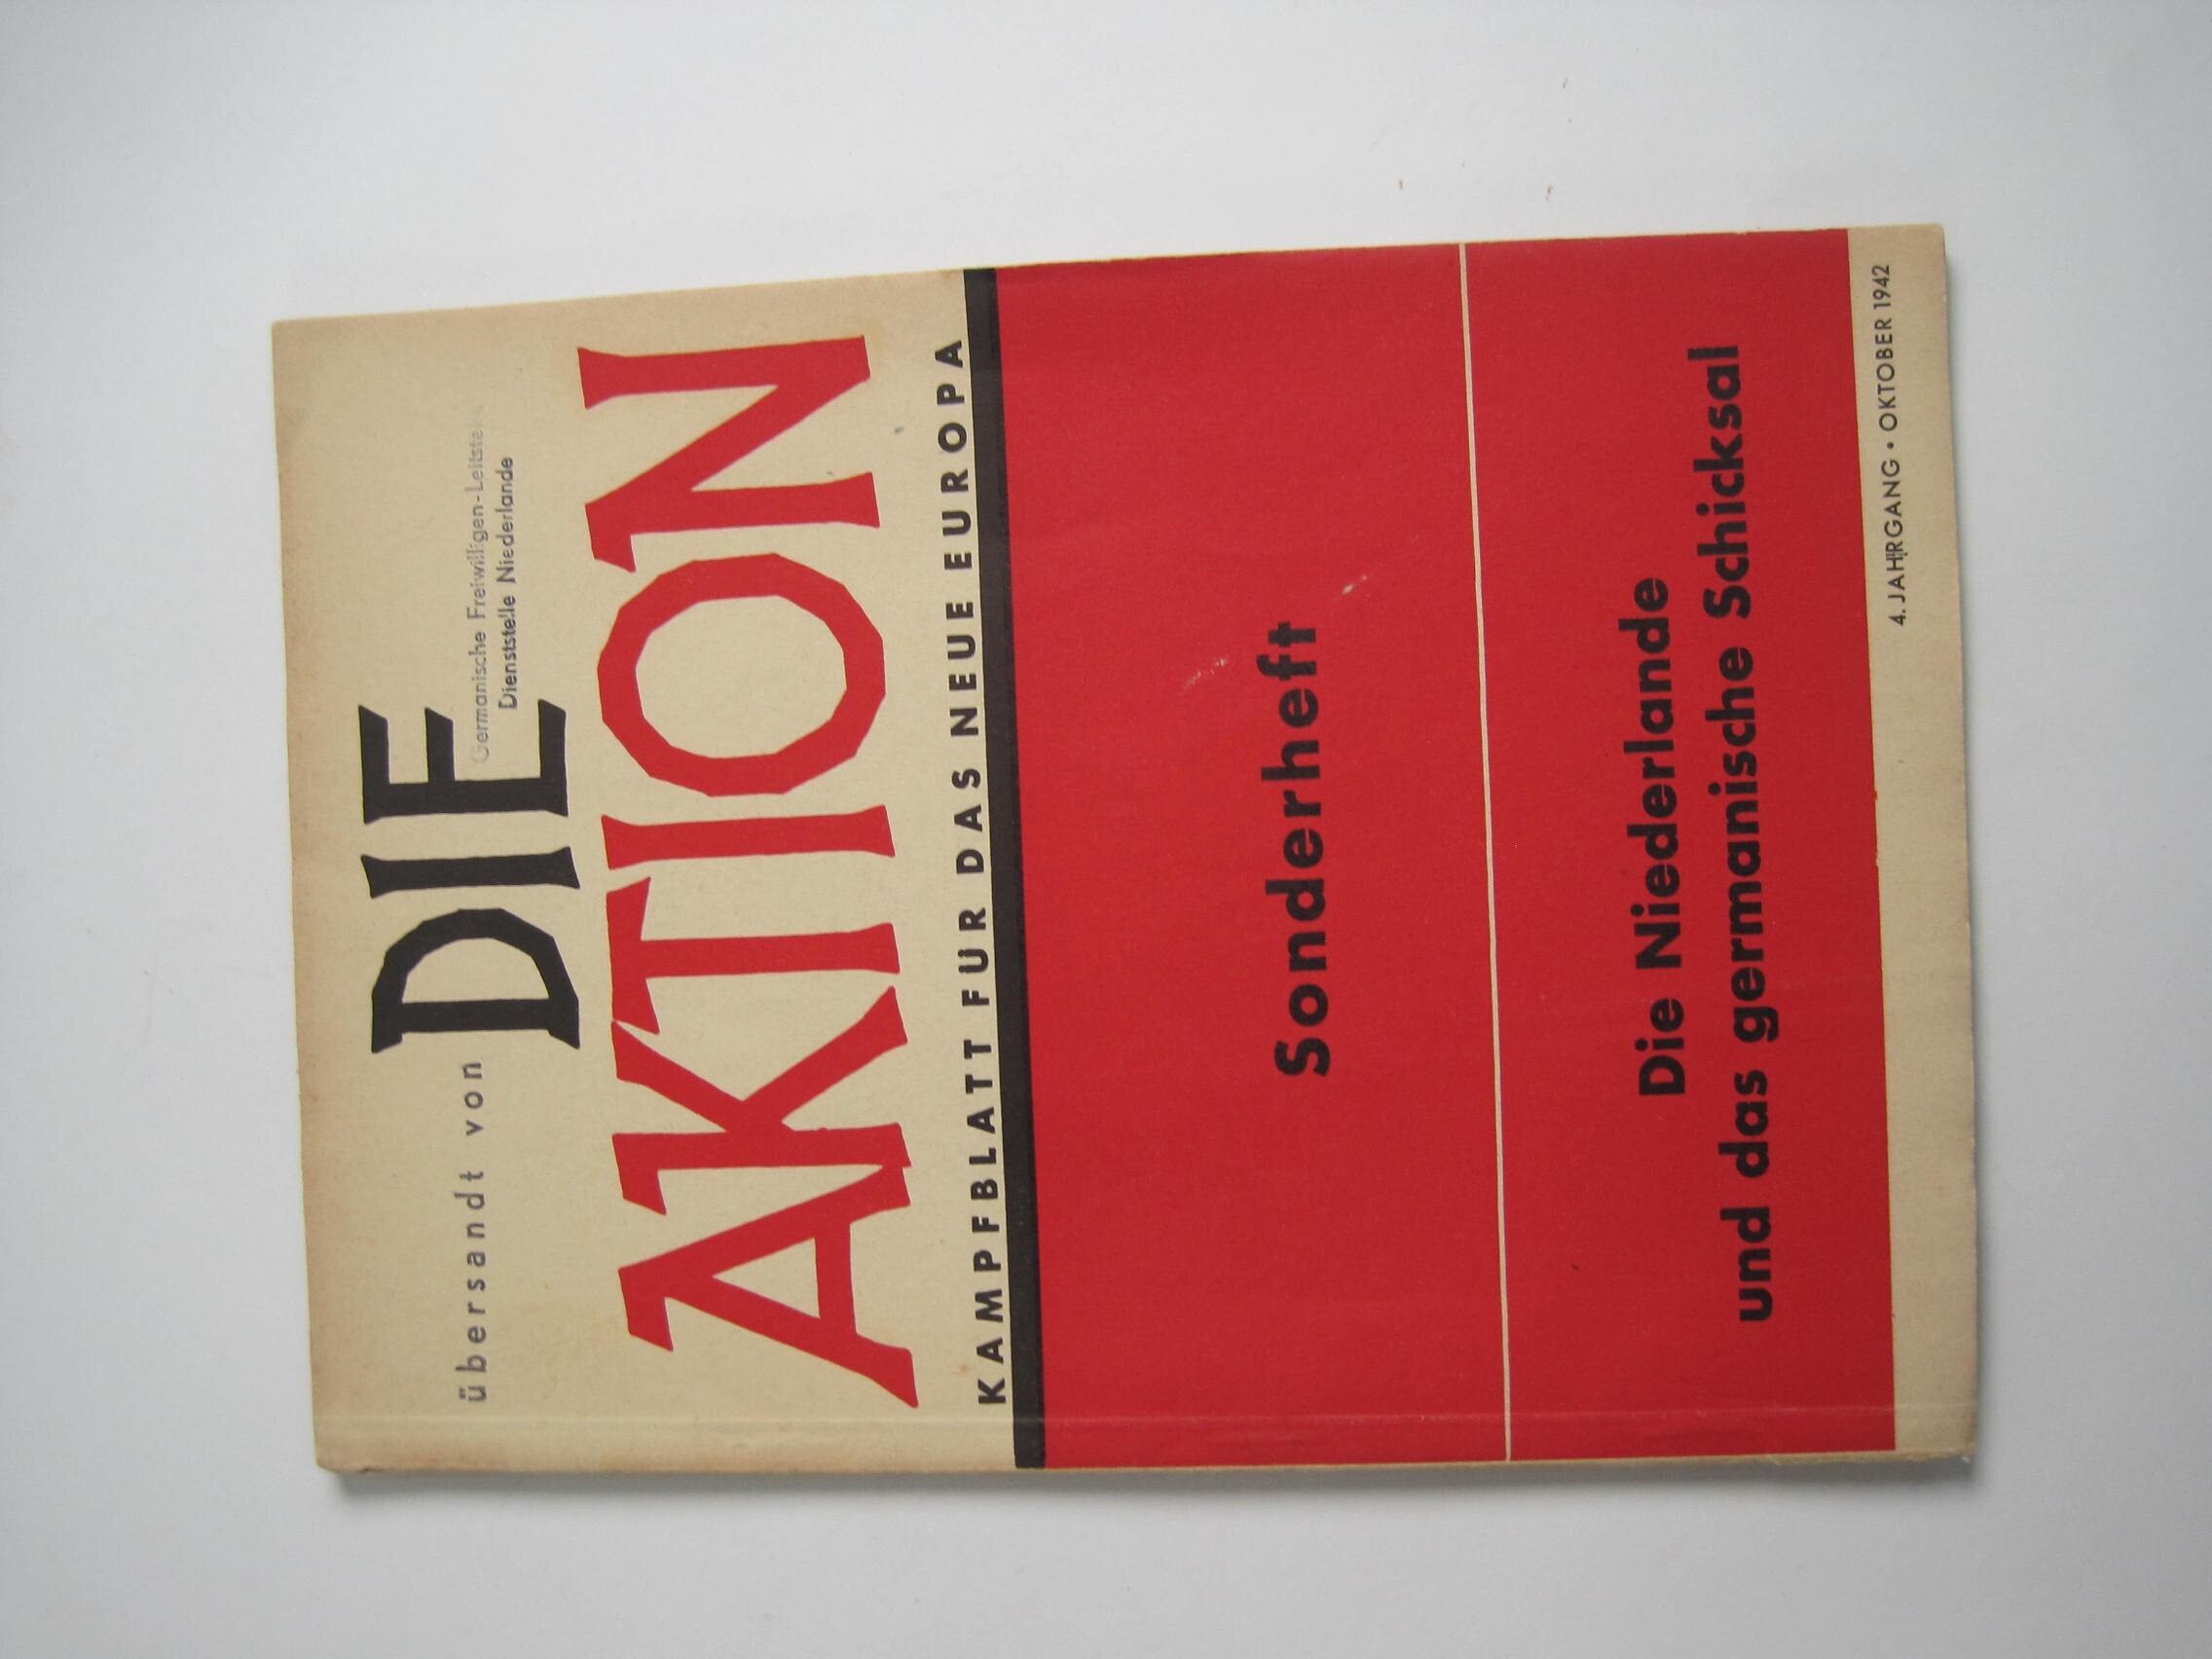 übersandt von
Germanische Freiwilligen-Leitstelle
Dienststelle Niederlande
DIE
AKTION
KAMPFBLATT FUR DAS NEUE EUROPA
Sonderheft
Die Niederlande
und das germanische Schicksal
4. JAHRGANG • OKTOBER 1942